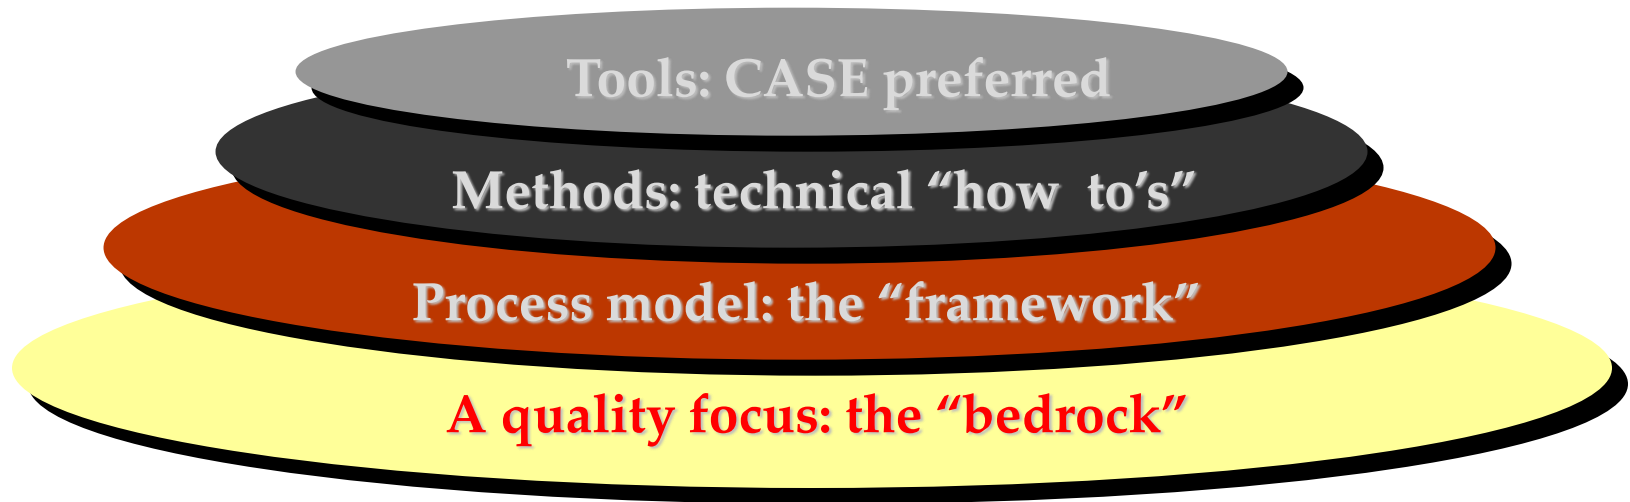 Tools: CASE preferred
Methods: technical “how  to’s”
Process model: the “framework”
A quality focus: the “bedrock”